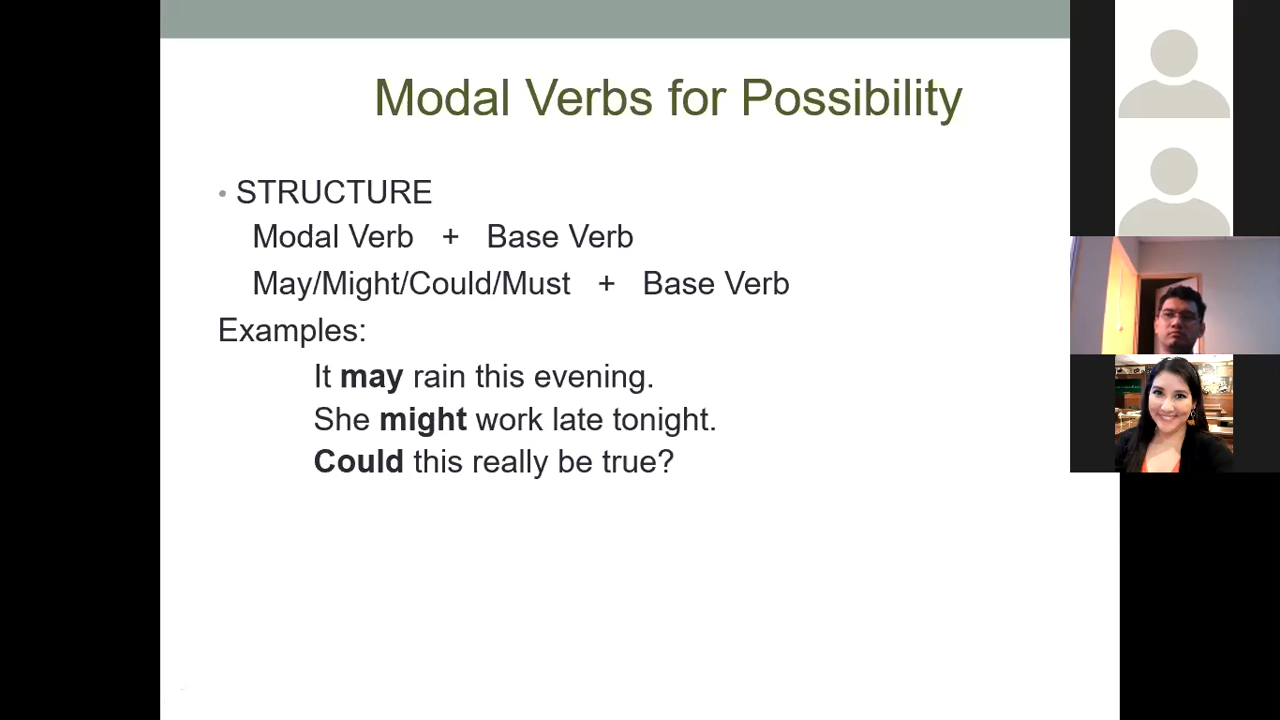 Modal Verbs for Possibility
• STRUCTURE
Modal Verb + Base Verb
May/Might/Could/Must + Base Verb
Examples:
It may rain this evening.
She might work late tonight.
Could this really be true?